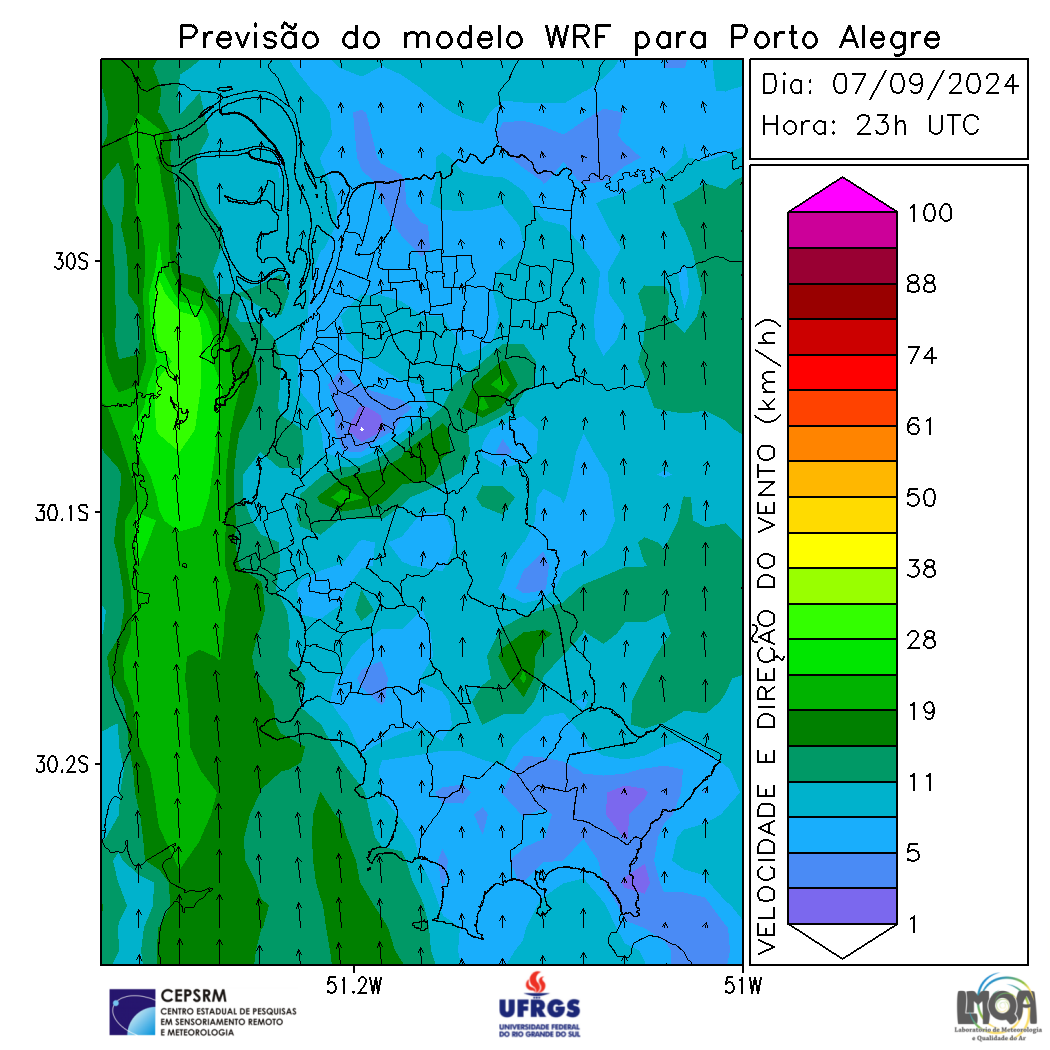 Previsão do modelo WRF para Porto Alegre
Dia: 07/09/2024
Hora: 23h UTC
30S
30.1S
30.2S
51.2W
51W
VELOCIDADE E DIREÇÃO DO VENTO (km/h)
100
88
74
61
50
38
28
19
11
5
1
CEPSRM
CENTRO ESTADUAL DE PESQUISAS
EM SENSORIAMENTO REMOTO
E METEOROLOGIA
UFRGS
UNIVERSIDADE FEDERAL
DO RIO GRANDE DO SUL
LMQA
Laboratório de Meteorologia
e Qualidade do Ar